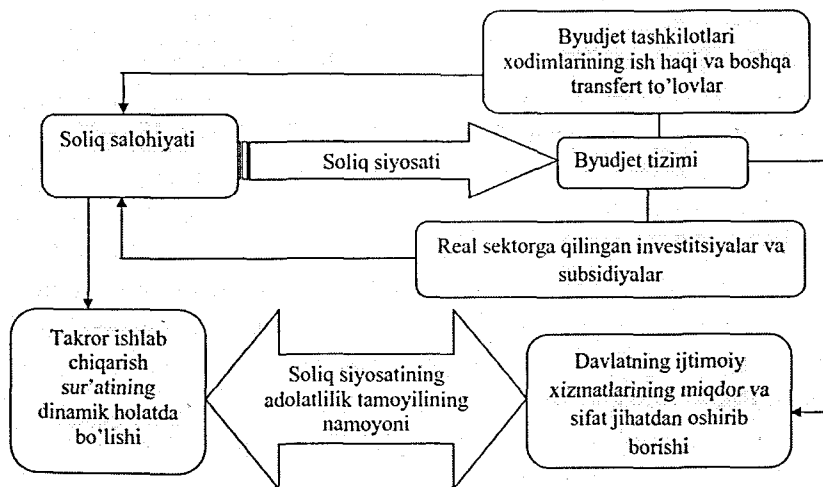 Byudjet tashkilotlari
xodimlarining ish haqi va boshqa
transfert to'lovlar
Soliq salohiyati
Soliq siyosati
Byudjet tizimi
Real sektorga qilingan investitsiyalar va
subsidiyalar
Takror ishlab
chiqarish
sur'atining
dinamik holatda
bo'lishi
Soliq siyosatining
adolatlilik tamoyilining
namoyoni
Davlatning ijtimoiy
xizmatlarining miqdor va
sifat jihatdan oshirib
borishi